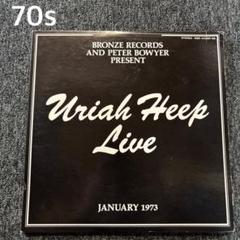 70s
BRONZE RECORDS
AND PETER BOWYER
PRESENT
Uriah Heep
Live
JANUARY 1973